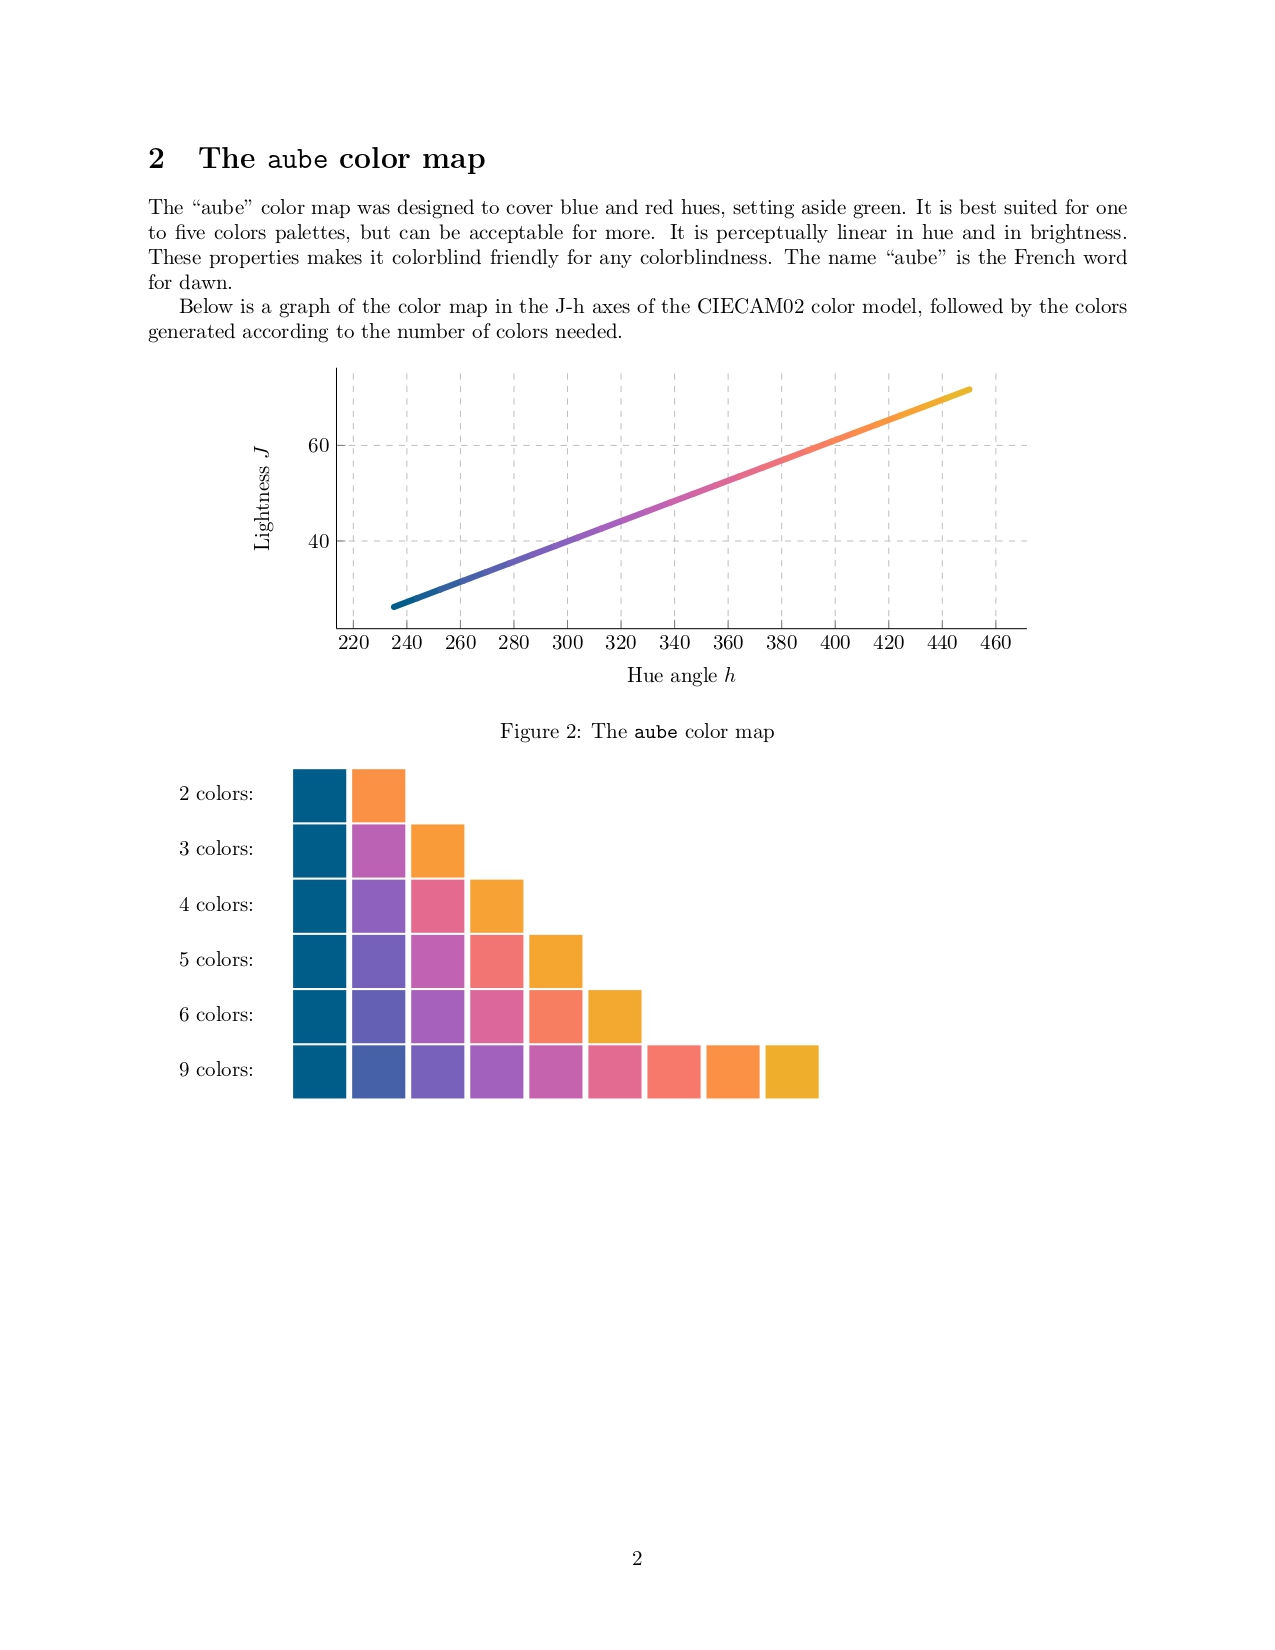 2 The aube color map
The “aube” color map was designed to cover blue and red hues, setting aside green. It is best suited for one
to five colors palettes, but can be acceptable for more. It is perceptually linear in hue and in brightness.
These properties makes it colorblind friendly for any colorblindness. The name “aube” is the French word
for dawn.
Below is a graph of the color map in the J-h axes of the CIECAM02 color model, followed by the colors
generated according to the number of colors needed.
60
40
Lightness J
220 240 260 280 300 320 340 360 380 400 420 440 460
Hue angle h
Figure 2: The aube color map
2 colors:
3 colors:
4 colors:
5 colors:
6 colors:
9 colors:
2